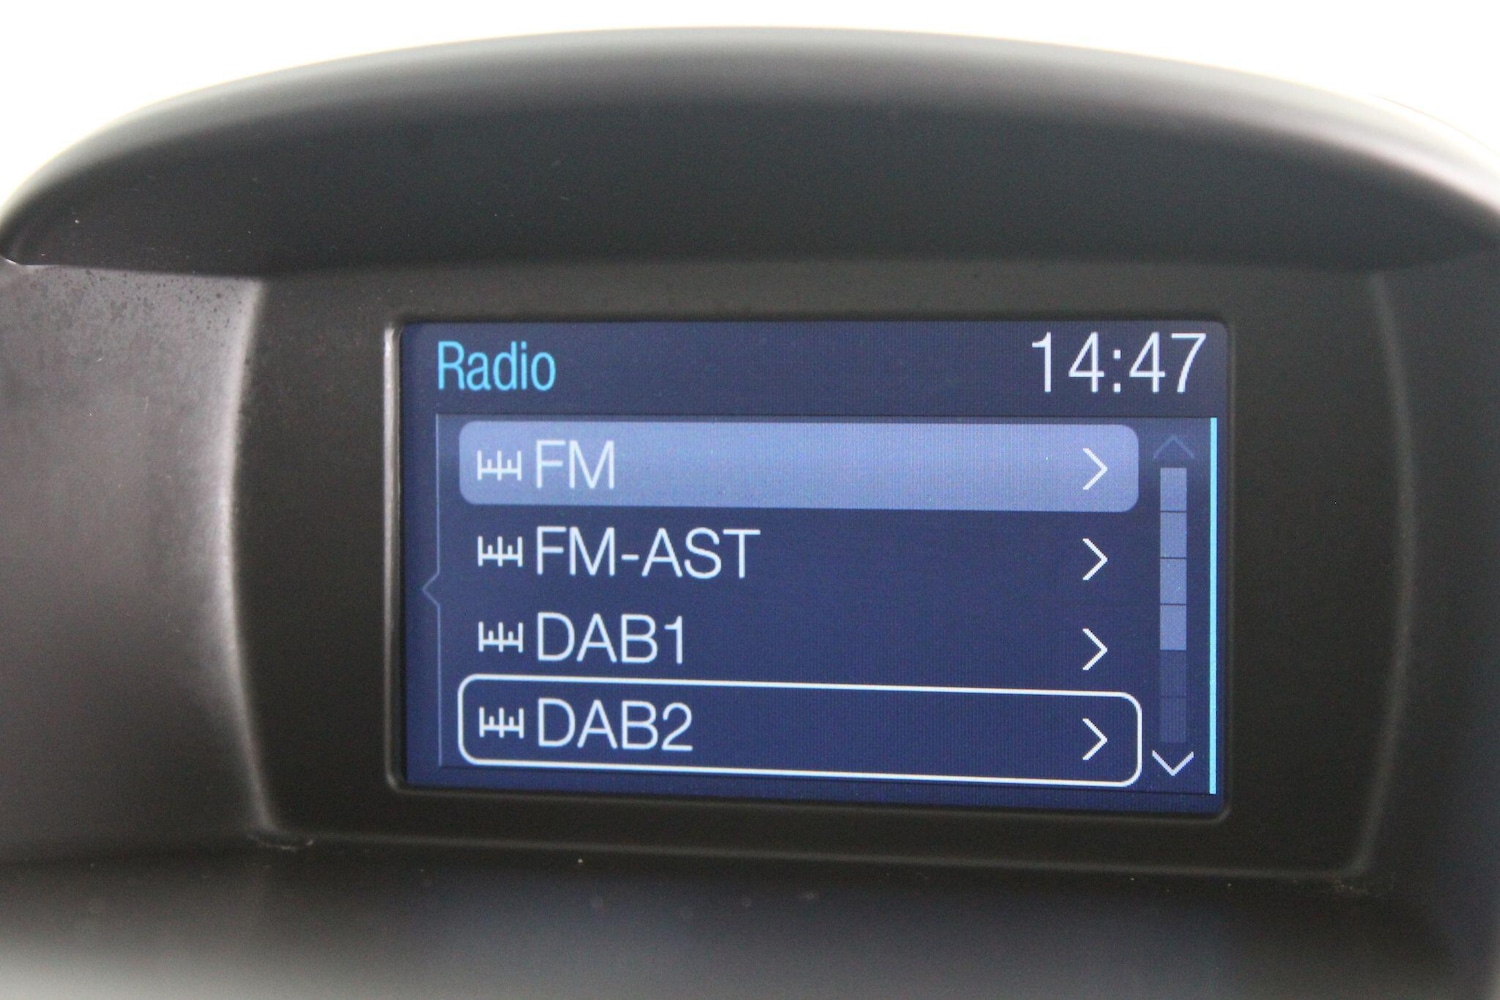 Radio 14:47
FM
FM-AST
DAB1
DAB2